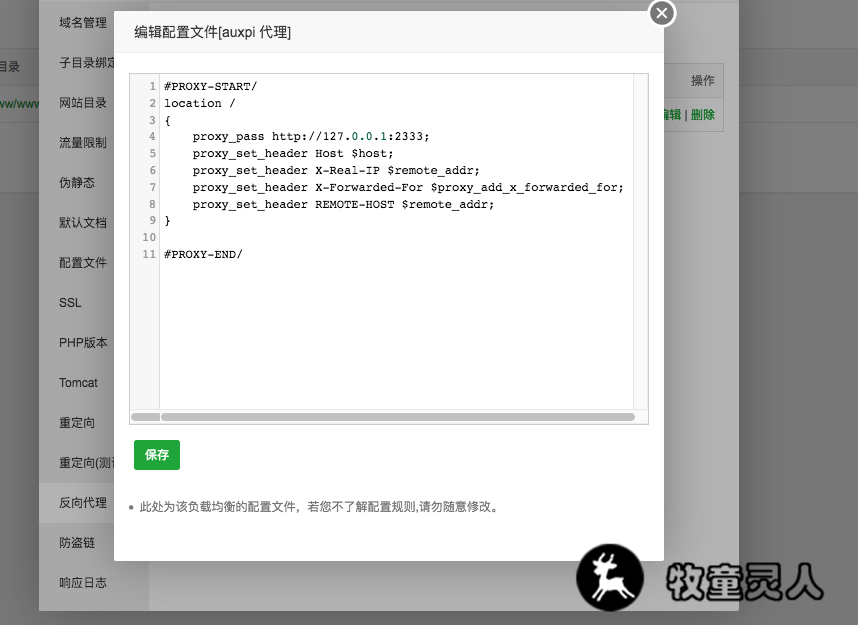 编辑配置文件[auxpi 代理]
1 #PROXY-START/
2 location /
3 {
4 proxy_pass http://127.0.0.1:2333;
5 proxy_set_header Host $host;
6 proxy_set_header X-Real-IP $remote_addr;
7 proxy_set_header X-Forwarded-For $proxy_add_x_forwarded_for;
8 proxy_set_header REMOTE-HOST $remote_addr;
9 }
10
11 #PROXY-END/
保存
此处为该负载均衡的配置文件，若您不了解配置规则,请勿随意修改。
域名管理
子目录绑定
网站目录
流量限制
伪静态
默认文档
配置文件
SSL
PHP版本
Tomcat
重定向
重定向(测试
反向代理
防盗链
响应日志
目录
ww/www
操作
编辑 | 删除
牧童灵人